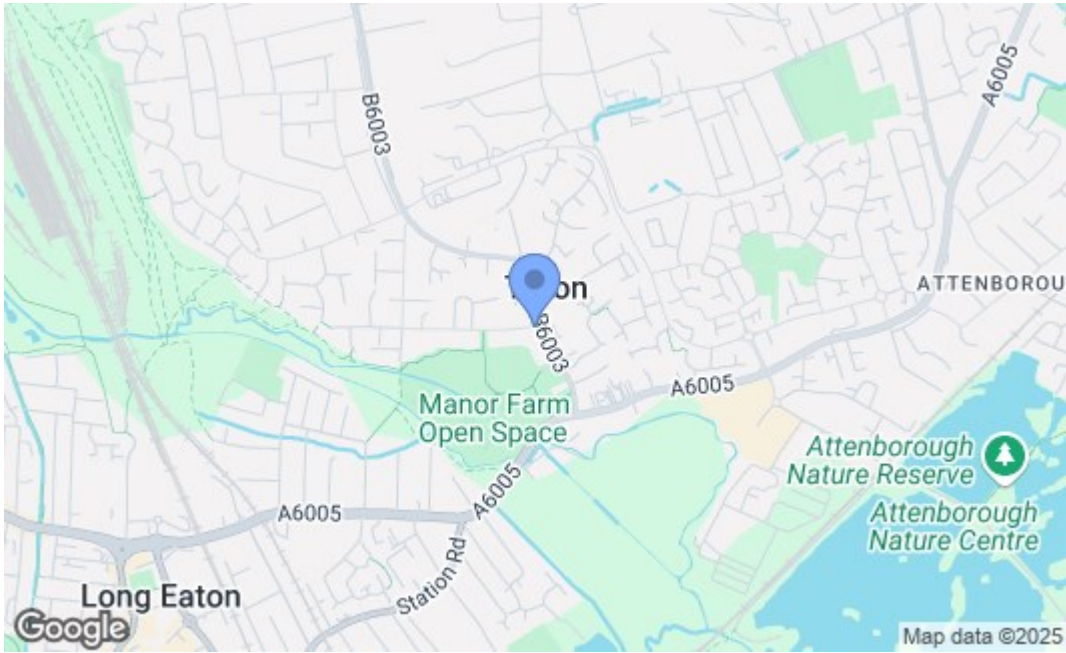 A6005
B6003
ATTENBOROU
B6003
A6005
Manor Farm
Open Space
Attenborough
Nature Reserve
A6005
A6005
Attenborough
Nature Centre
Station Rd
Long Eaton
Google
Map data ©2025